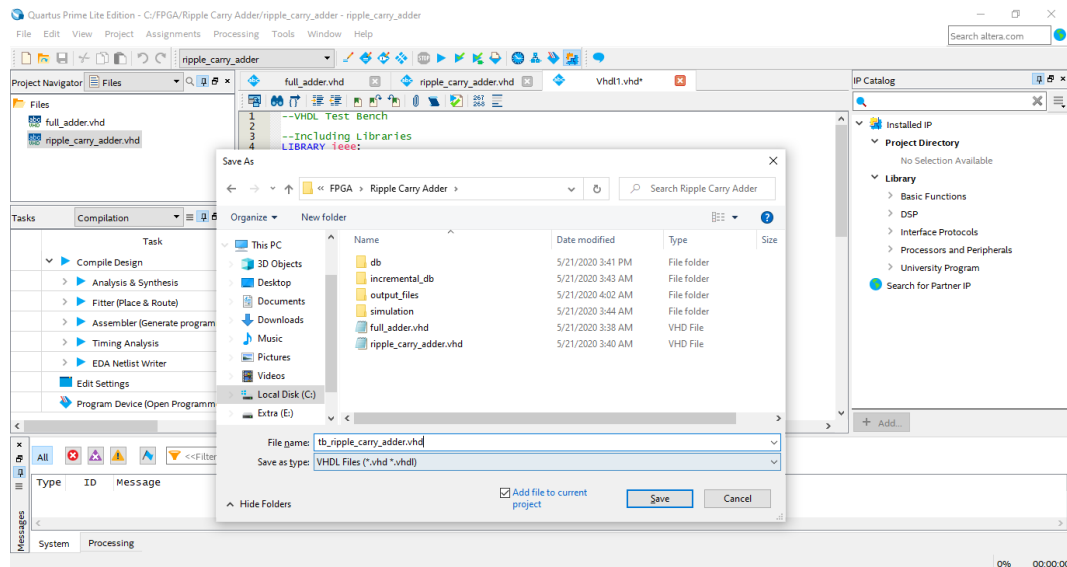 Quartus Prime Lite Edition - C:/FPGA/Ripple Carry Adder/ripple_carry_adder - ripple_carry_adder
File Edit View Project Assignments Processing Tools Window Help
Search altera.com
ripple_carry_adder
Project Navigator Files
full_adder.vhd ripple_carry_adder.vhd Vhdl1.vhd*
IP Catalog
Files
full_adder.vhd
ripple_carry_adder.vhd
267
268
1 --VHDL Test Bench
2
3 --Including Libraries
4 LIBRARY ieee;
Installed IP
Project Directory
No Selection Available
Library
Basic Functions
DSP
Interface Protocols
Processors and Peripherals
University Program
Search for Partner IP
+ Add...
Tasks Compilation
Task
Compile Design
Analysis & Synthesis
Fitter (Place & Route)
Assembler (Generate program
Timing Analysis
EDA Netlist Writer
Edit Settings
Program Device (Open Programm
Save As
« FPGA > Ripple Carry Adder >
Search Ripple Carry Adder
Organize New folder
This PC
3D Objects
Desktop
Documents
Downloads
Music
Pictures
Videos
Local Disk (C:)
Extra (E:)
Name Date modified Type Size
db 5/21/2020 3:41 PM File folder
incremental_db 5/21/2020 3:43 AM File folder
output_files 5/21/2020 4:02 AM File folder
simulation 5/21/2020 3:44 AM File folder
full_adder.vhd 5/21/2020 3:38 AM VHD File
ripple_carry_adder.vhd 5/21/2020 3:40 AM VHD File
File name: tb_ripple_carry_adder.vhd
Save as type: VHDL Files (*.vhd *.vhdl)
Hide Folders
Add file to current
project
Save Cancel
All <<Filter
Type ID Message
Messages
System Processing
0% 00:00:00